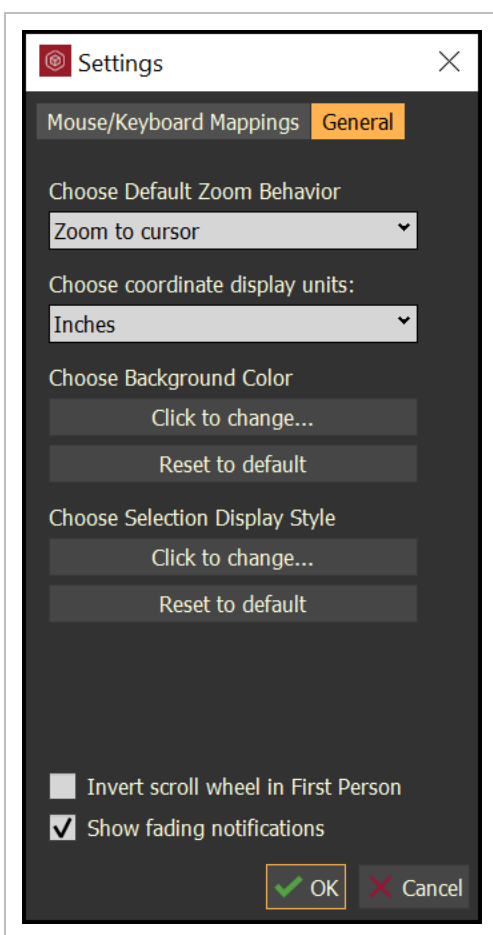 Settings
Mouse/Keyboard Mappings General
Choose Default Zoom Behavior
Zoom to cursor
Choose coordinate display units:
Inches
Choose Background Color
Click to change...
Reset to default
Choose Selection Display Style
Click to change...
Reset to default
Invert scroll wheel in First Person
Show fading notifications
OK Cancel